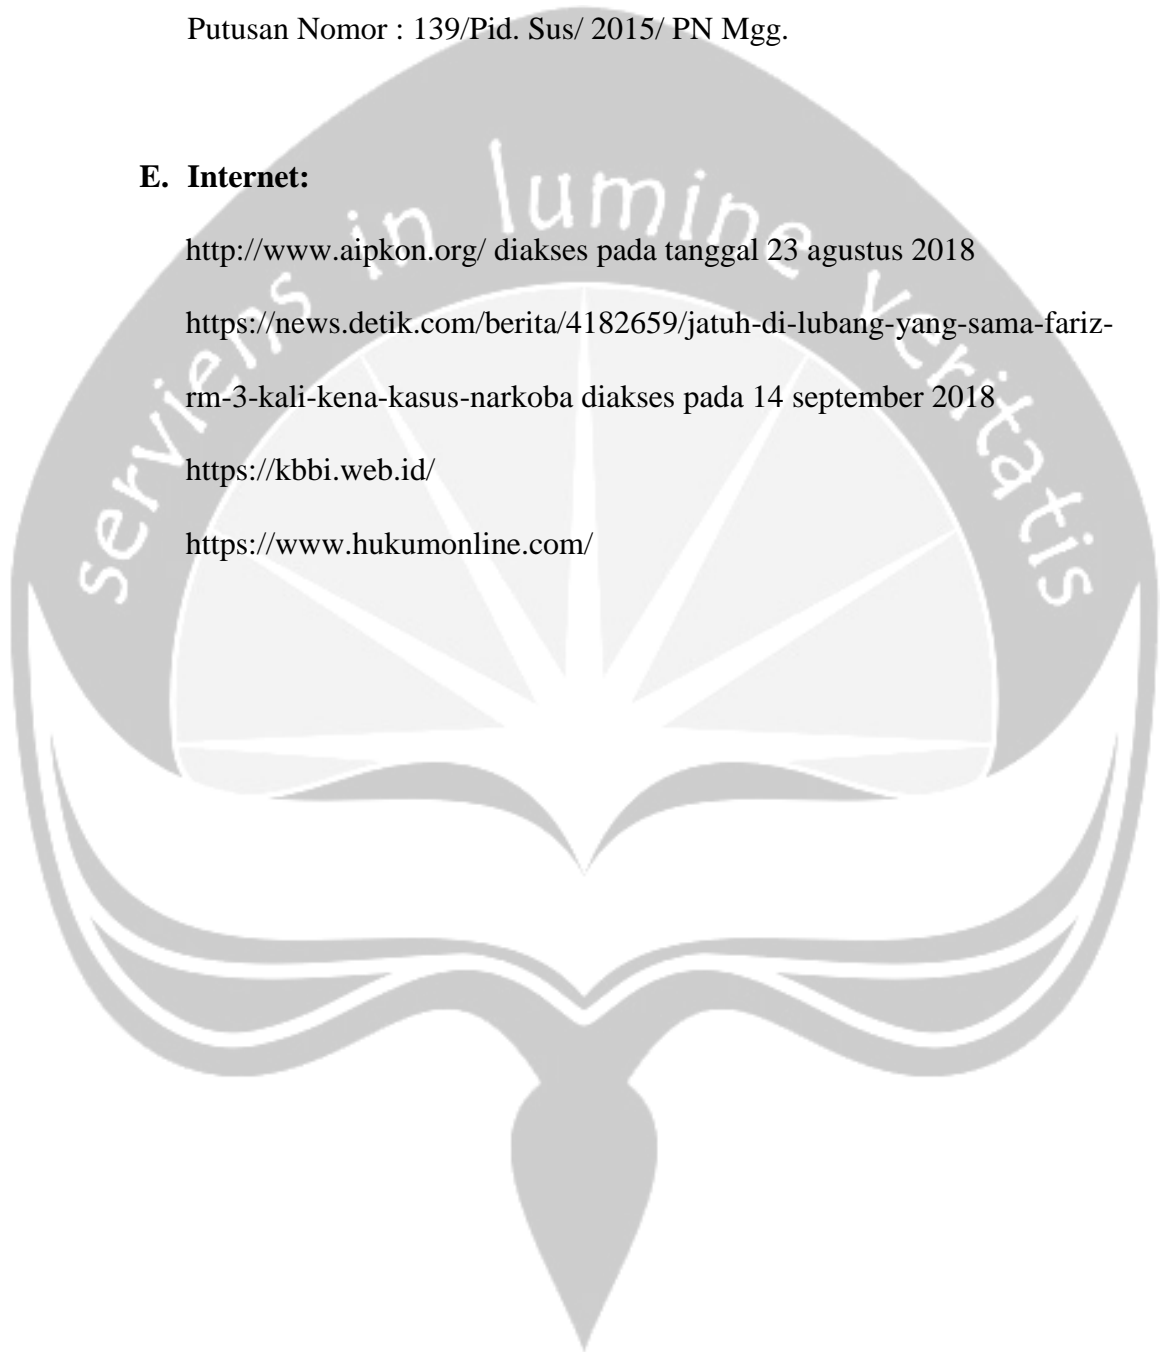 Putusan Nomor : 139/Pid. Sus/ 2015/ PN Mgg.
E. Internet:
serviens in lumine veritatis
http://www.aipkon.org/ diakses pada tanggal 23 agustus 2018
https://news.detik.com/berita/4182659/jatuh-di-lubang-yang-sama-fariz-
rm-3-kali-kena-kasus-narkoba diakses pada 14 september 2018
https://kbbi.web.id/
https://www.hukumonline.com/